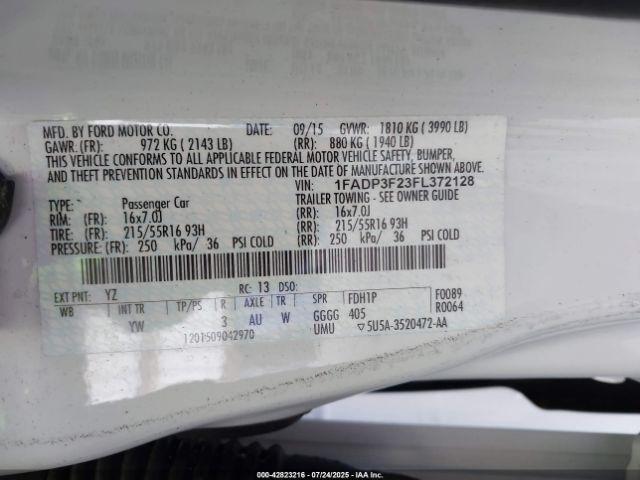 MFD. BY FORD MOTOR CO. DATE: 09/15 GVWR: 1810 KG ( 3990 LB)
GAWR: (FR): 972 KG ( 2143 LB) (RR): 880 KG ( 1940 LB)
THIS VEHICLE CONFORMS TO ALL APPLICABLE FEDERAL MOTOR VEHICLE SAFETY, BUMPER,
AND THEFT PREVENTION STANDARDS IN EFFECT ON THE DATE OF MANUFACTURE SHOWN ABOVE.
VIN: 1FADP3F23FL372128
TYPE: Passenger Car TRAILER TOWING - SEE OWNER GUIDE
RIM: (FR): 16x7.0J (RR): 16x7.0J
TIRE: (FR): 215/55R16 93H (RR): 215/55R16 93H
PRESSURE: (FR): 250 kPa/ 36 PSI COLD (RR): 250 kPa/ 36 PSI COLD
EXT PNT: YZ RC: 13 DSO:
WB INT TR TP/PS R AXLE TR SPR FDH1P F0089
YW 3 AU W GGGG 405 R0064
1201509042970 UMU 5U5A-3520472-AA
000-42823216 | 07/24/2025 | IAA Inc.